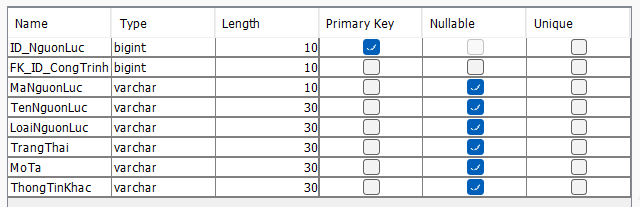 Name Type Length Primary Key Nullable Unique
ID_NguonLuc bigint 10
FK_ID_CongTrinh bigint 10
MaNguonLuc varchar 10
TenNguonLuc varchar 30
LoaiNguonLuc varchar 30
TrangThai varchar 30
MoTa varchar 30
ThongTinKhac varchar 30